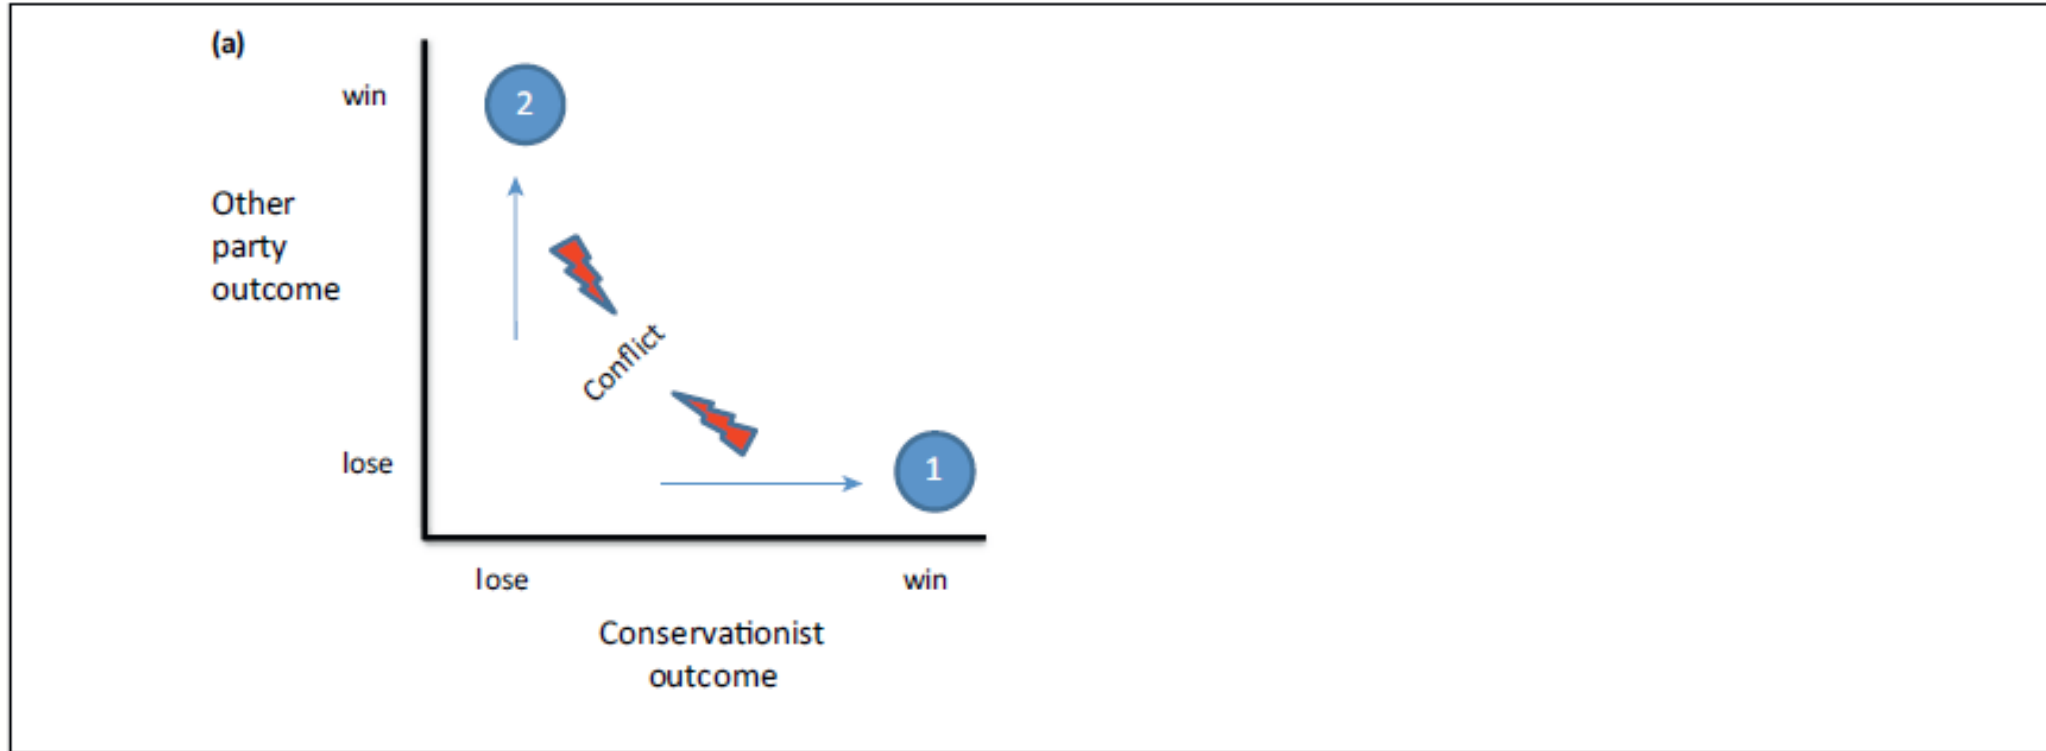 (a)
win
2
Other
party
outcome
Conflict
lose
1
lose
win
Conservationist
outcome